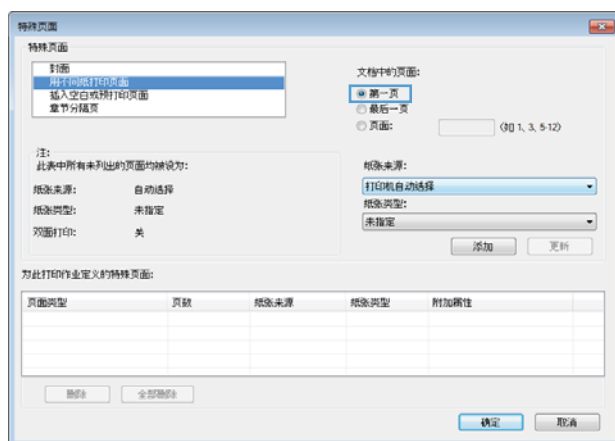 特殊页面
特殊页面
封面
用不同纸打印页面
插入空白或预打印页面
章节分隔页
文档中的页面:
第一页
最后一页
页面:
(如 1, 3, 5-12)
注:
此表中所有未列出的页面均被设为:
纸张来源: 自动选择
纸张类型: 未指定
双面打印: 关
纸张来源:
打印机自动选择
纸张类型:
未指定
添加 更新
为此打印作业定义的特殊页面:
页面类型 页数 纸张来源 纸张类型 附加属性
删除 全部删除
确定 取消